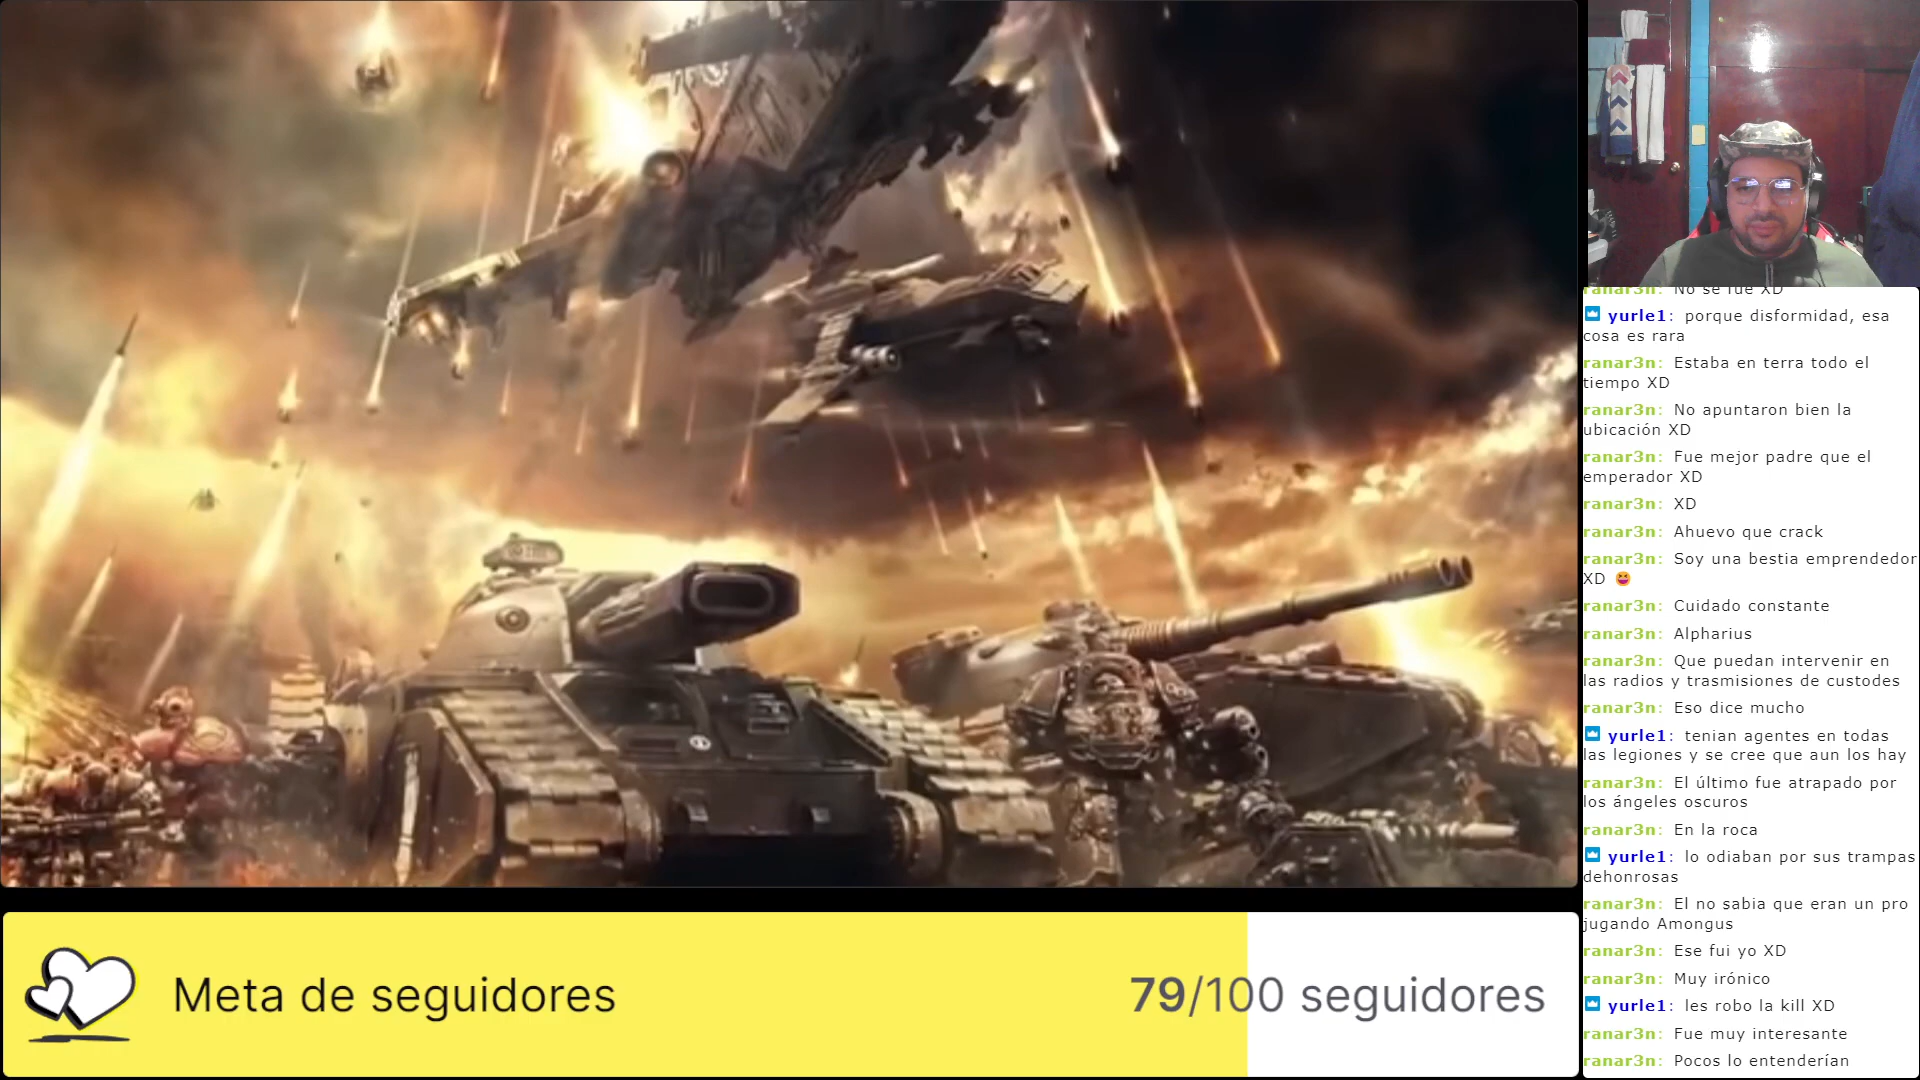 ranar3n: No se fue XD
yurle1: porque disformidad, esa
cosa es rara
ranar3n: Estaba en terra todo el
tiempo XD
ranar3n: No apuntaron bien la
ubicación XD
ranar3n: Fue mejor padre que el
emperador XD
ranar3n: XD
ranar3n: Ahuevo que crack
ranar3n: Soy una bestia emprendedor
XD 😆
ranar3n: Cuidado constante
ranar3n: Alpharius
ranar3n: Que puedan intervenir en
las radios y trasmisiones de custodes
ranar3n: Eso dice mucho
yurle1: tenian agentes en todas
las legiones y se cree que aun los hay
ranar3n: El último fue atrapado por
los ángeles oscuros
ranar3n: En la roca
yurle1: lo odiaban por sus trampas
dehonrosas
ranar3n: El no sabia que eran un pro
jugando Amongus
ranar3n: Ese fui yo XD
ranar3n: Muy irónico
yurle1: les robo la kill XD
ranar3n: Fue muy interesante
ranar3n: Pocos lo entenderían
Meta de seguidores
79/100 seguidores